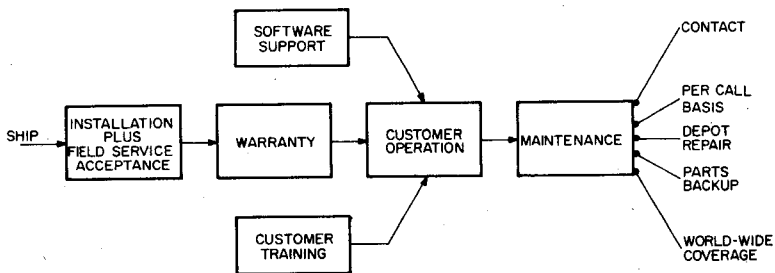 SOFTWARE
SUPPORT
SHIP
INSTALLATION
PLUS
FIELD SERVICE
ACCEPTANCE
WARRANTY
CUSTOMER
OPERATION
MAINTENANCE
CUSTOMER
TRAINING
CONTACT
PER CALL
BASIS
DEPOT
REPAIR
PARTS
BACKUP
WORLD-WIDE
COVERAGE